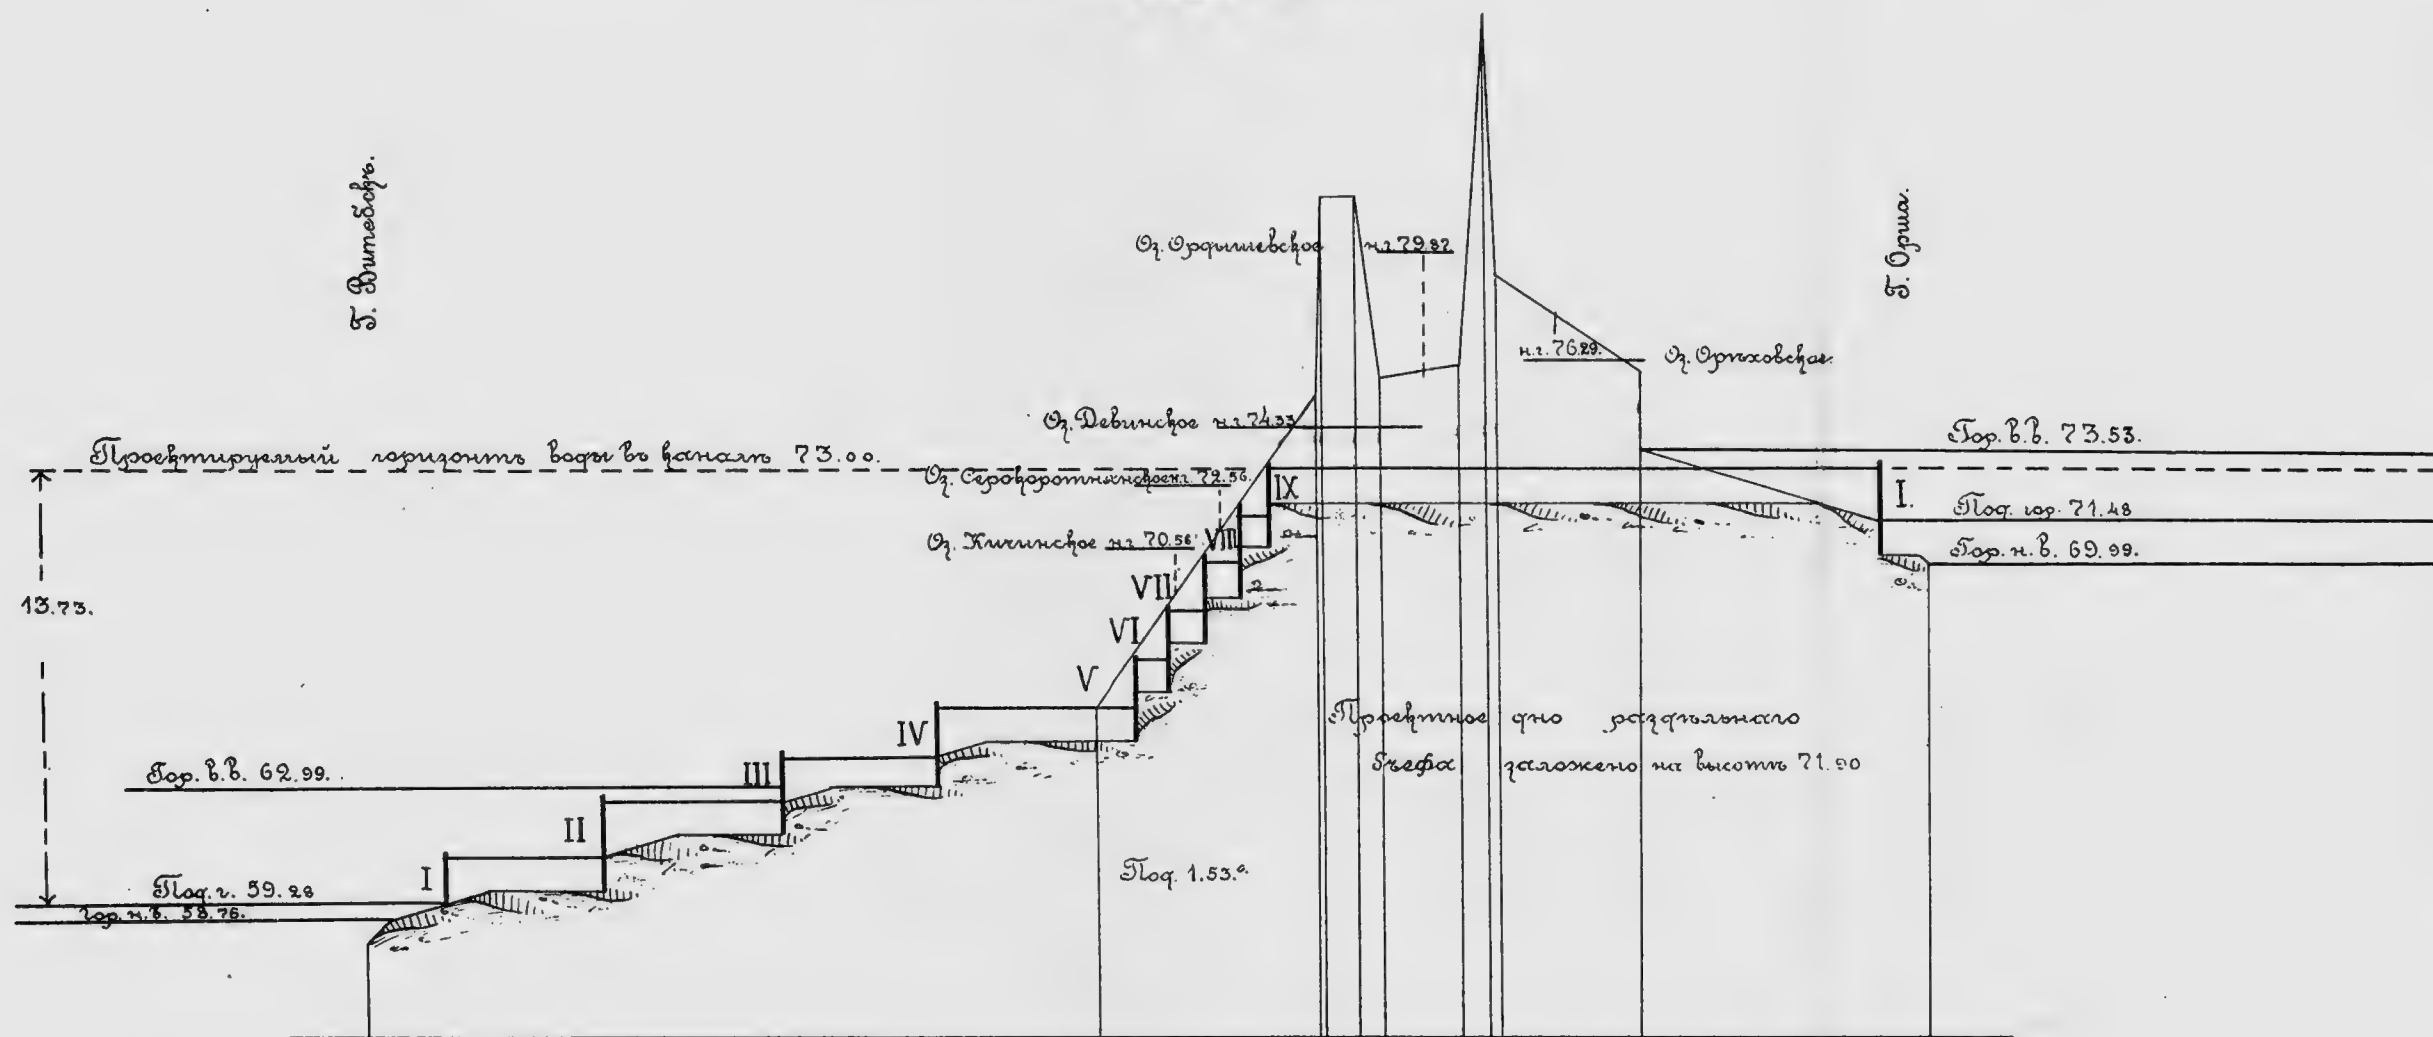 Г. Витебскъ.
Г. Орша.
Оз. Ордышевское н.г. 79.82
н.г. 76.29. Оз. Орѣховское.
Оз. Девинское н.г. 74.33
Гор. в. в. 73.53.
Проектируемый горизонтъ воды въ каналѣ 73.00.
Оз. Серокоротнянское н.г. 72.56.
IX
I.
Под. гор. 71.48
Оз. Кичинское н.г. 70.56
VIII
Гор. н. в. 69.99.
VII
13.73.
VI
V
Проектное дно раздѣльнаго
бьефа заложено на высотѣ 71.90
IV
III
Гор. в. в. 62.99.
II
I
Под. 1.53.
Под. г. 59.28
Гор. н. в. 58.76.